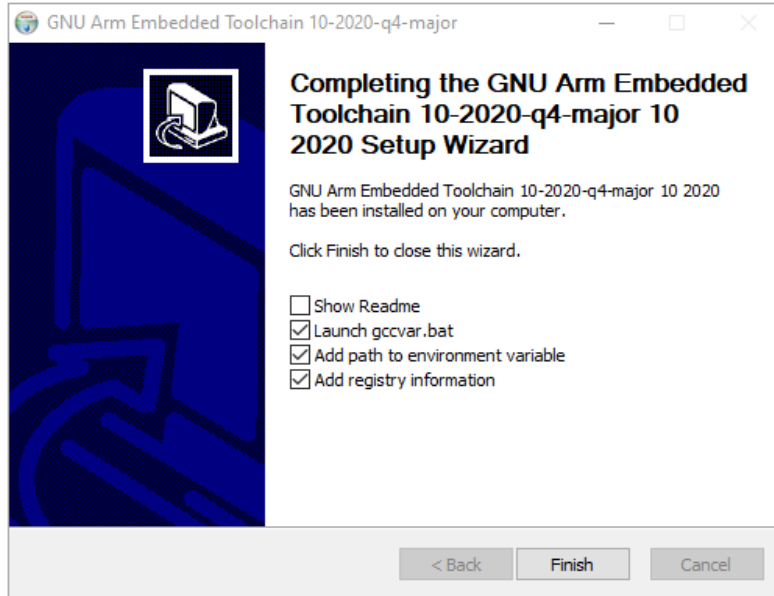 GNU Arm Embedded Toolchain 10-2020-q4-major
Completing the GNU Arm Embedded
Toolchain 10-2020-q4-major 10
2020 Setup Wizard
GNU Arm Embedded Toolchain 10-2020-q4-major 10 2020
has been installed on your computer.
Click Finish to close this wizard.
Show Readme
Launch gccvar.bat
Add path to environment variable
Add registry information
< Back
Finish
Cancel